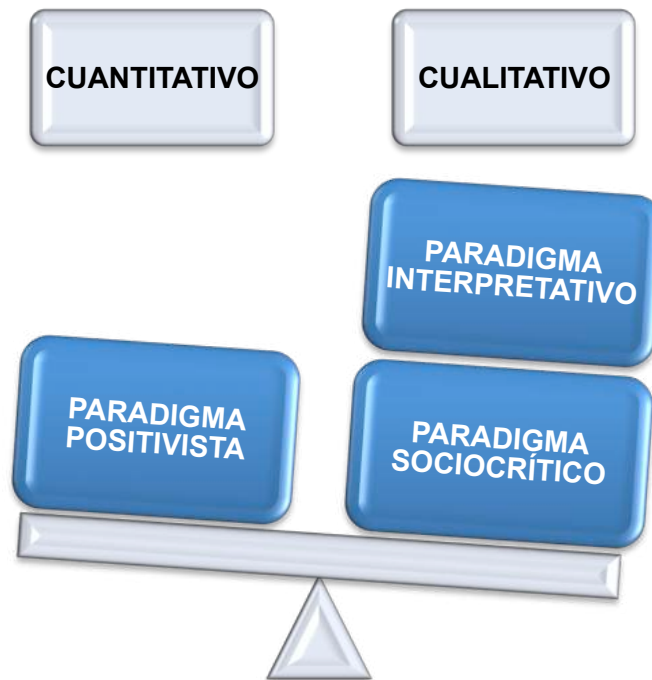 CUANTITATIVO
CUALITATIVO
PARADIGMA
INTERPRETATIVO
PARADIGMA
POSITIVISTA
PARADIGMA
SOCIOCRÍTICO